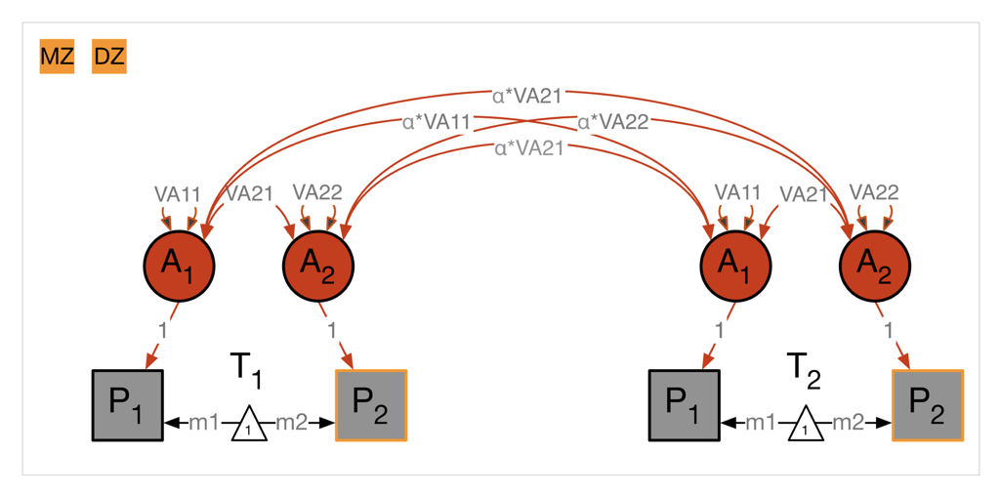 MZ DZ
α*VA21
α*VA11 α*VA22
α*VA21
VA11 VA21 VA22 VA11 VA21 VA22
A1 A2 A1 A2
1 1 1 1
T1 T2
P1 P2 P1 P2
m1 1 m2 m1 1 m2